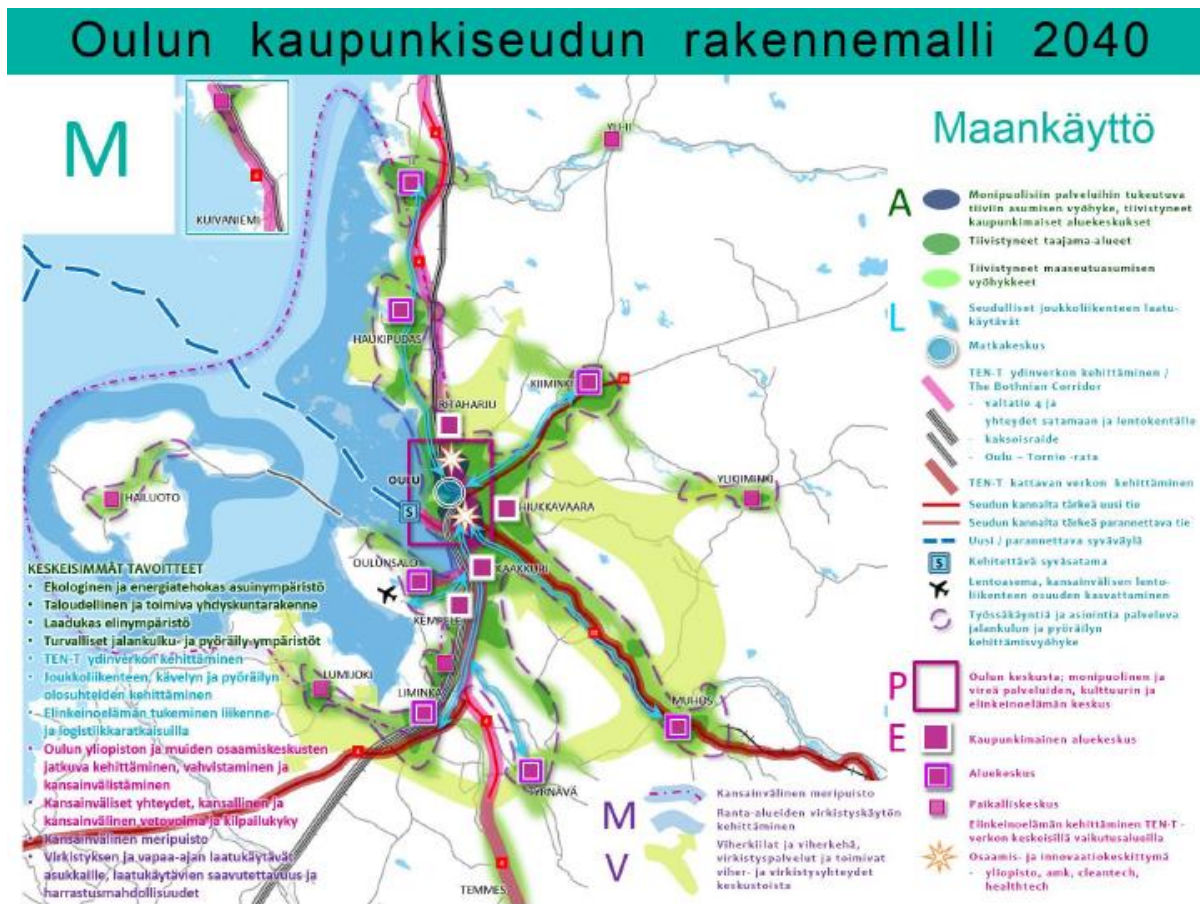 Oulun kaupunkiseudun rakennemalli 2040
M
KUIVANIEMI
YLI-II
II
HAUKIPUDAS
KIIMINKI
RITAHARJU
OULU
HIUKKAVAARA
YLIKIIMINKI
HAILUOTO
S
OULUNSALO
KAAKKURI
KEMPELE
LUMIJOKI
LIMINKA
MUHOS
TYRNÄVÄ
TEMMES
KESKEISIMMÄT TAVOITTEET
• Ekologinen ja energiatehokas asuinympäristö
• Taloudellinen ja toimiva yhdyskuntarakenne
• Laadukas elinympäristö
• Turvalliset jalankulku- ja pyöräily-ympäristöt
• TEN-T ydinverkon kehittäminen
• Joukkoliikenteen, kävelyn ja pyöräilyn
olosuhteiden kehittäminen
• Elinkeinoelämän tukeminen liikenne-
ja logistiikkaratkaisuilla
• Oulun yliopiston ja muiden osaamiskeskusten
jatkuva kehittäminen, vahvistaminen ja
kansainvälistäminen
• Kansainväliset yhteydet, kansallinen ja
kansainvälinen vetovoima ja kilpailukyky
• Kansainvälinen meripuisto
• Virkistyksen ja vapaa-ajan laatukäytävät
asukkaille, laatukäytävien saavutettavuus ja
harrastusmahdollisuudet
Maankäyttö
A
Monipuolisiin palveluihin tukeutuva
tiiviin asumisen vyöhyke, tiivistyneet
kaupunkimaiset aluekeskukset
Tiivistyneet taajama-alueet
Tiivistyneet maaseutuasumisen
vyöhykkeet
L
Seudulliset joukkoliikenteen laatu-
käytävät
Matkakeskus
TEN-T ydinverkon kehittäminen /
The Bothnian Corridor
- valtatie 4 ja
yhteydet satamaan ja lentokentälle
- kaksoisraide
- Oulu – Tornio -rata
TEN-T kattavan verkon kehittäminen
Seudun kannalta tärkeä uusi tie
Seudun kannalta tärkeä parannettava tie
Uusi / parannettava syväväylä
S
Kehitettävä syväsatama
Lentoasema, kansainvälisen lento-
liikenteen osuuden kasvattaminen
Työssäkäyntiä ja asiointia palveleva
jalankulun ja pyöräilyn
kehittämisvyöhyke
P
Oulun keskusta; monipuolinen ja
vireä palveluiden, kulttuurin ja
elinkeinoelämän keskus
E
Kaupunkimainen aluekeskus
Aluekeskus
Paikalliskeskus
Elinkeinoelämän kehittäminen TEN-T -
verkon keskeisillä vaikutusalueilla
Osaamis- ja innovaatiokeskittymä
- yliopisto, amk, cleantech,
healthtech
M
Kansainvälinen meripuisto
Ranta-alueiden virkistyskäytön
kehittäminen
V
Viherkiilat ja viherkehä,
virkistyspalvelut ja toimivat
viher- ja virkistysyhteydet
keskustoista